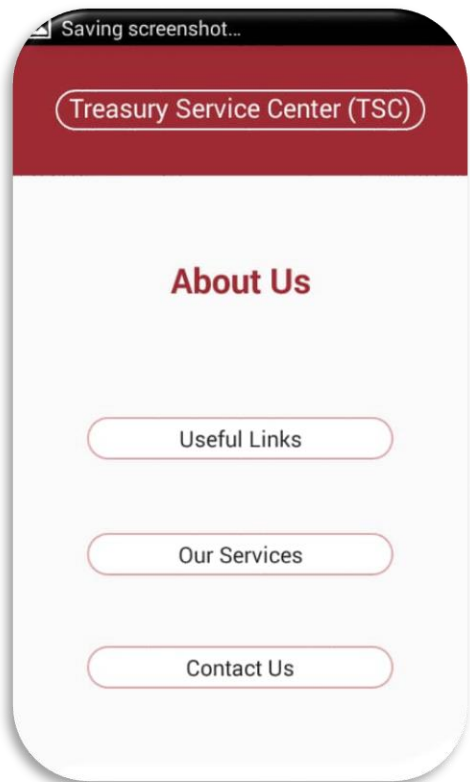 Saving screenshot...
Treasury Service Center (TSC)
About Us
Useful Links
Our Services
Contact Us